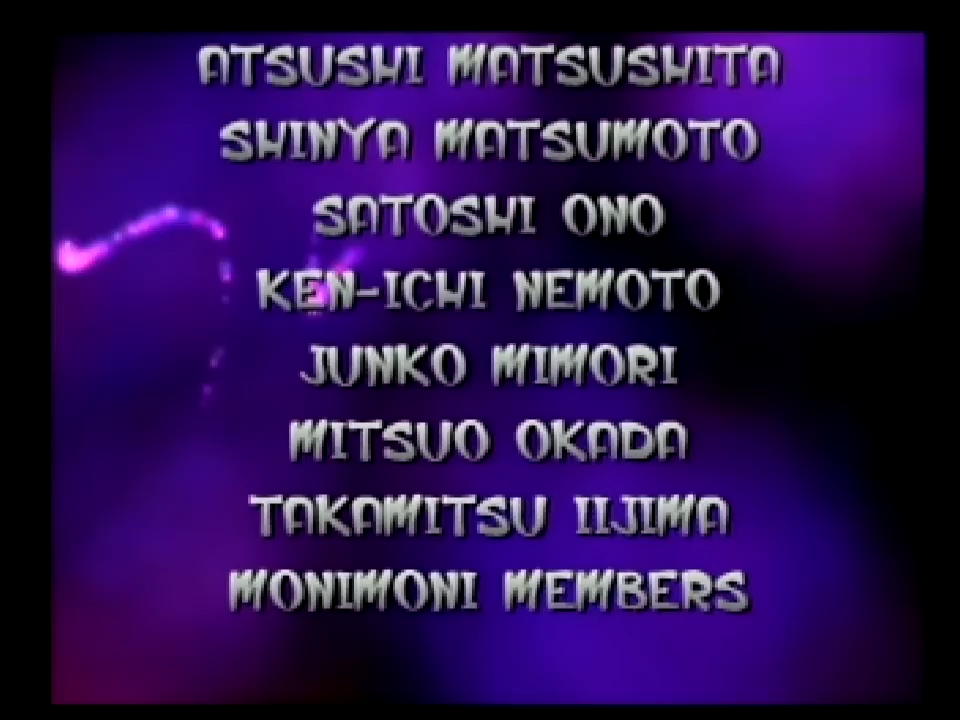 ATSUSHI MATSUSHITA
SHINYA MATSUMOTO
SATOSHI ONO
KEN-ICHI NEMOTO
JUNKO MIMORI
MITSUO OKADA
TAKAMITSU IIJIMA
MONIMONI MEMBERS